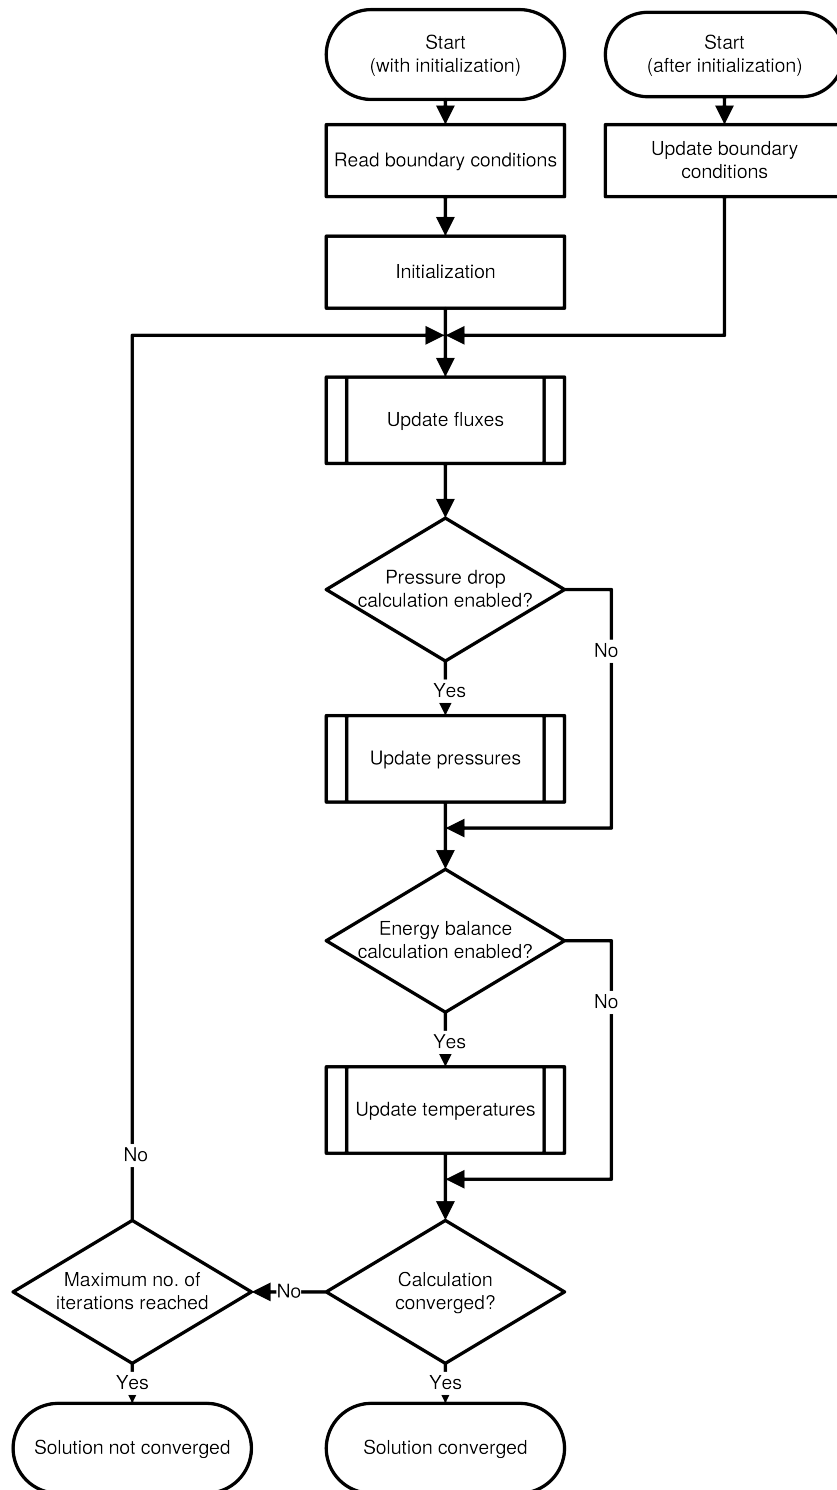 Start
(with initialization)
Start
(after initialization)
Read boundary conditions
Update boundary
conditions
Initialization
Update fluxes
Pressure drop
calculation enabled?
No
Yes
Update pressures
Energy balance
calculation enabled?
No
Yes
Update temperatures
No
Maximum no. of
iterations reached
No
Calculation
converged?
Yes
Yes
Solution not converged
Solution converged